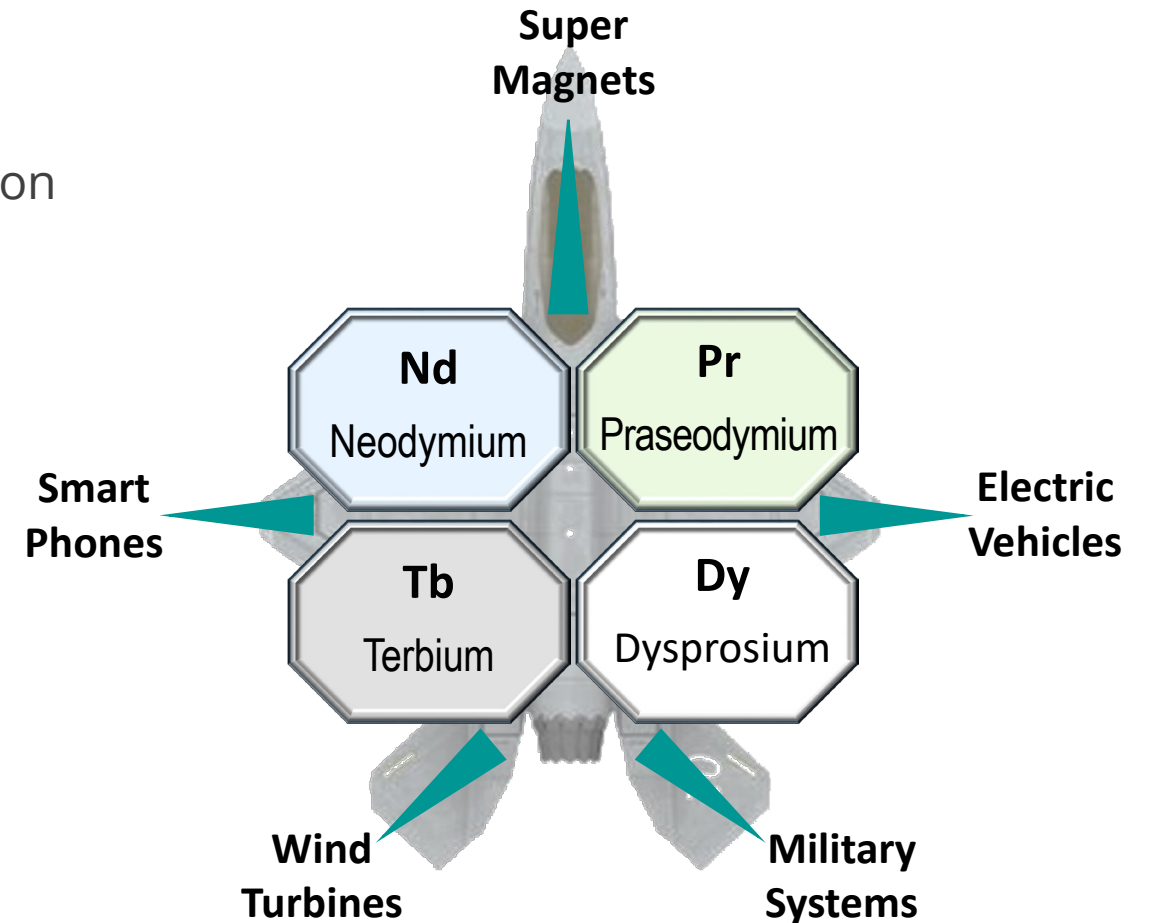 Super
Magnets
on
Nd
Neodymium
Pr
Praseodymium
Smart
Phones
Electric
Vehicles
Tb
Terbium
Dy
Dysprosium
Wind
Turbines
Military
Systems